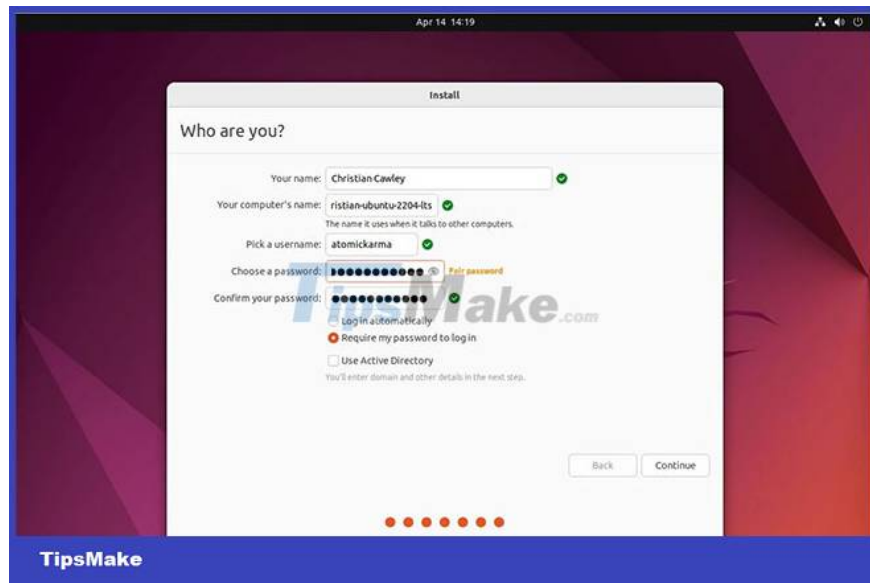 Apr 14 14:19
Install
Who are you?
Your name: Christian Cawley
Your computer's name: ristian-ubuntu-2204-lts
The name it uses when it talks to other computers.
Pick a username: atomickarma
Choose a password: ●●●●●●●●●●● Fair password
Confirm your password: ●●●●●●●●●●●
TipsMake.com
Log in automatically
Require my password to log in
Use Active Directory
You'll enter domain and other details in the next step.
Back Continue
TipsMake